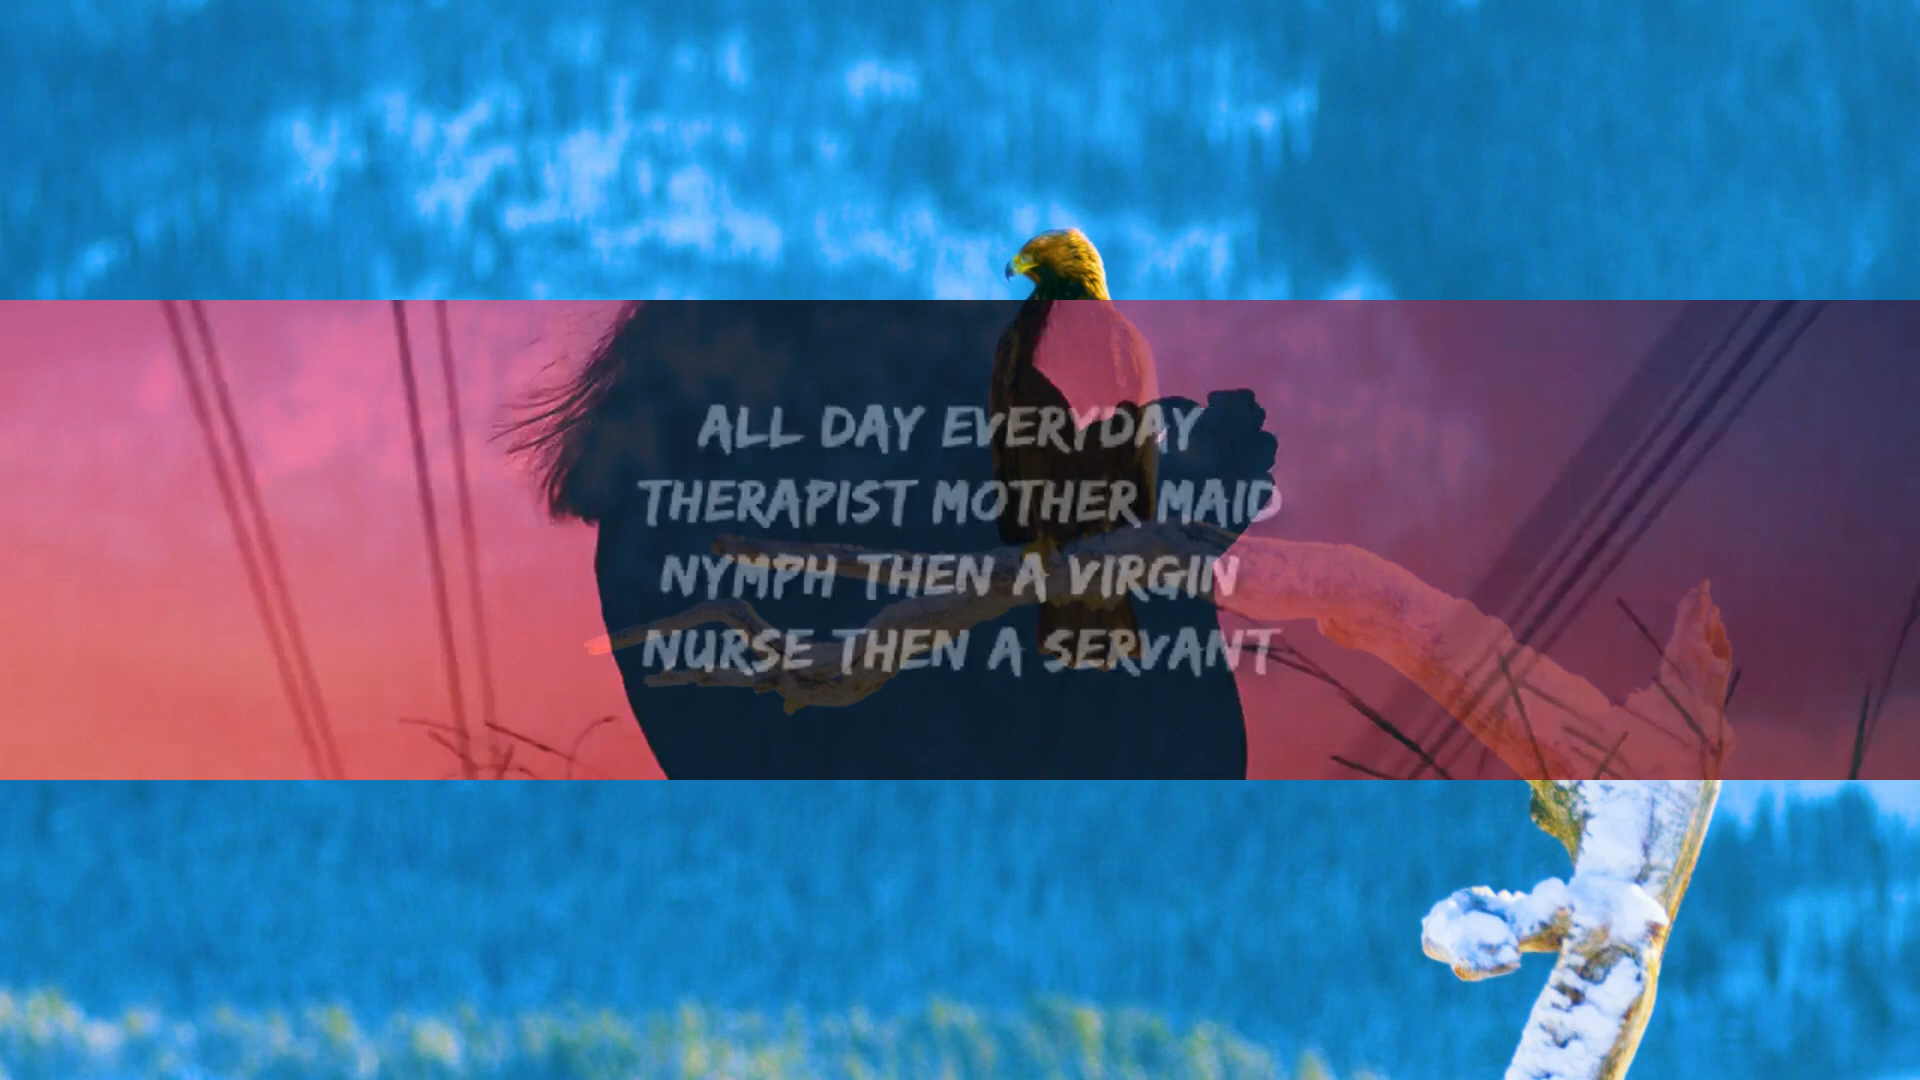 ALL DAY EVERYDAY
THERAPIST MOTHER MAID
NYMPH THEN A VIRGIN
NURSE THEN A SERVANT